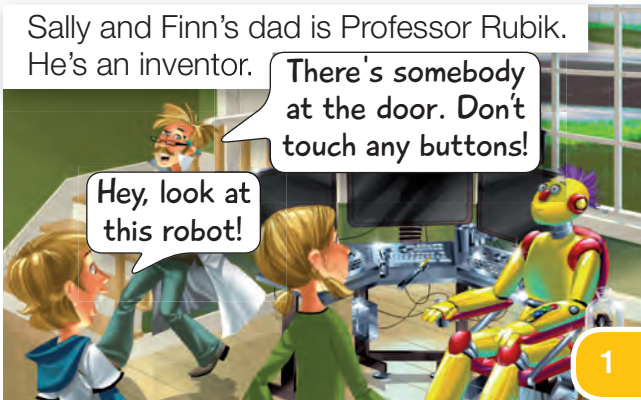 Sally and Finn's dad is Professor Rubik.
He's an inventor.
There's somebody
at the door. Don't
touch any buttons!
Hey, look at
this robot!
1